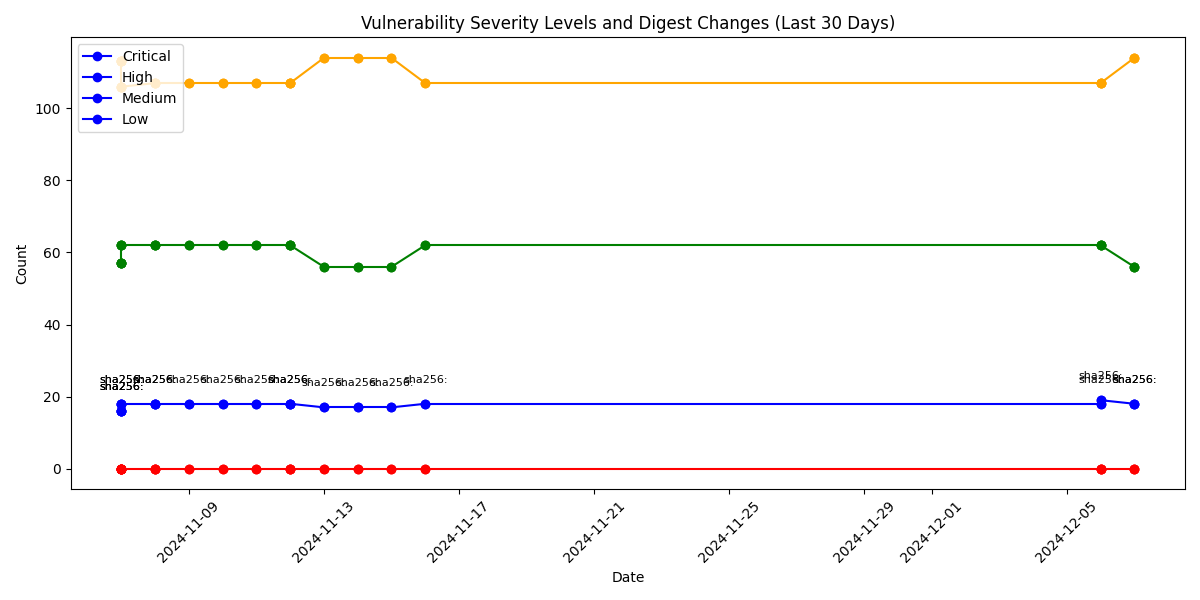 Vulnerability Severity Levels and Digest Changes (Last 30 Days)
Critical
High
Medium
Low
Count
100
80
60
40
20
0
sha256: sha256: sha256: sha256: sha256: sha256: sha256: sha256: sha256: sha256: sha256: sha256:
sha256: sha256:
2024-11-09 2024-11-13 2024-11-17 2024-11-21 2024-11-25 2024-11-29 2024-12-01 2024-12-05
Date